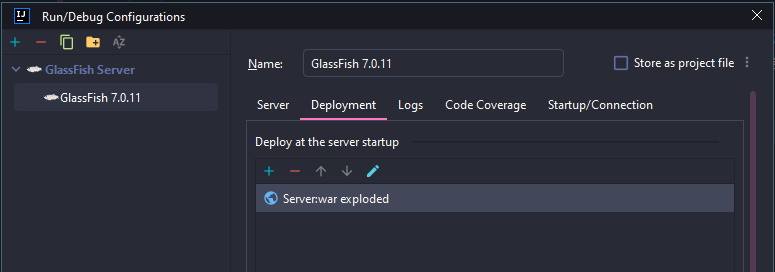 IJ Run/Debug Configurations
GlassFish Server
GlassFish 7.0.11
Name: GlassFish 7.0.11 Store as project file
Server Deployment Logs Code Coverage Startup/Connection
Deploy at the server startup
Server:war exploded